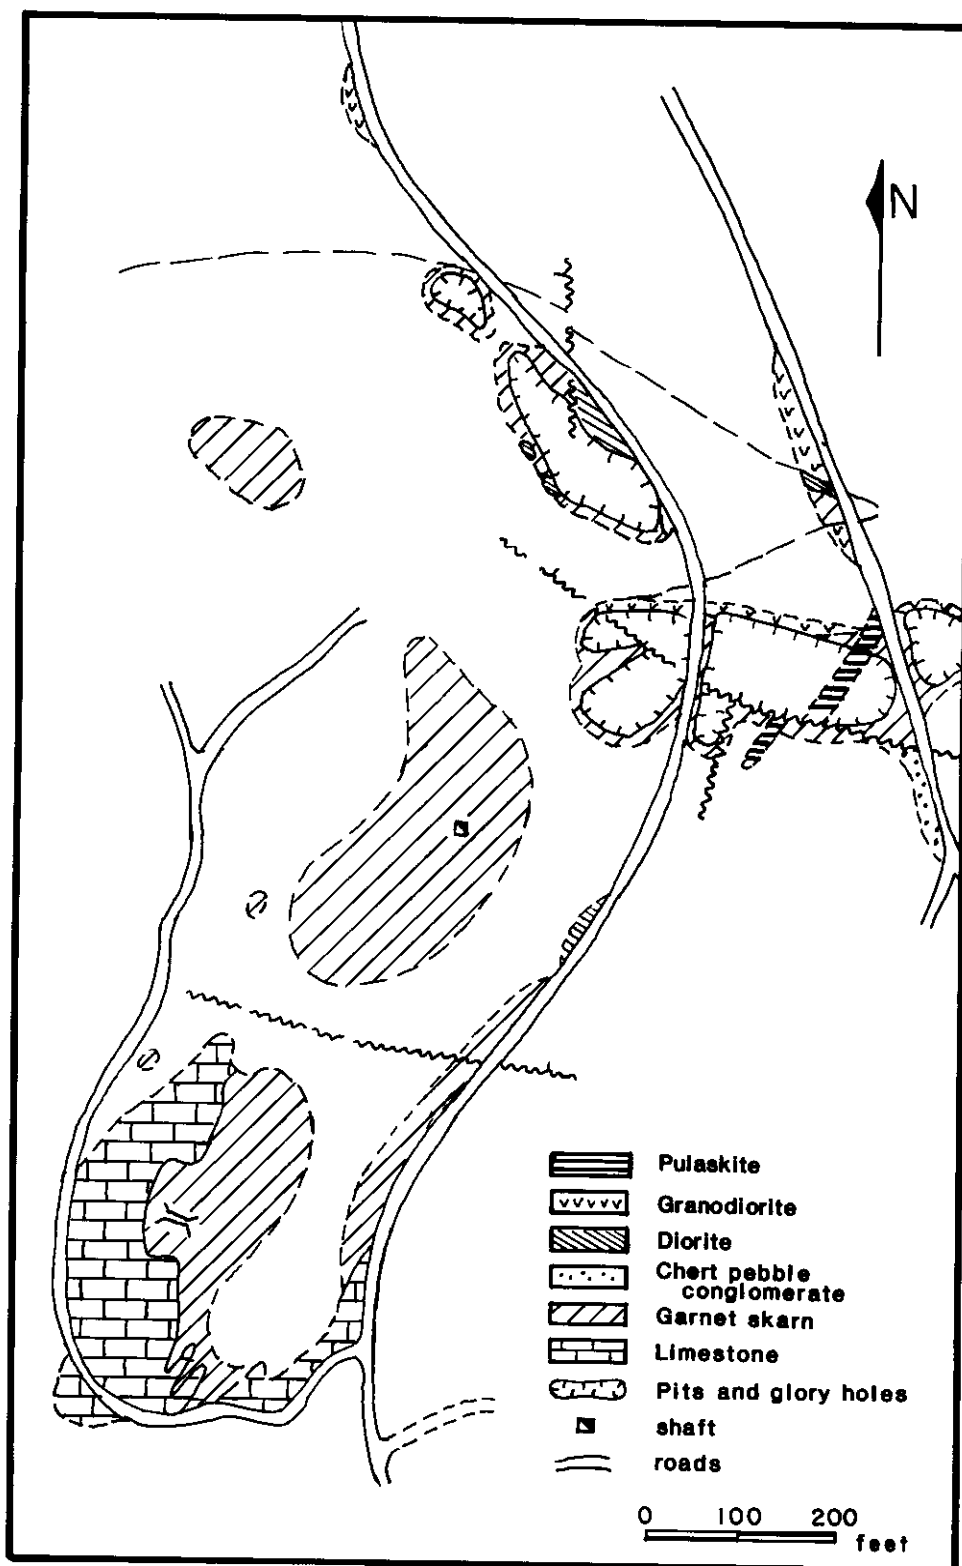 N
Pulaskite
Granodiorite
Diorite
Chert pebble
conglomerate
Garnet skarn
Limestone
Pits and glory holes
shaft
roads
0 100 200
feet